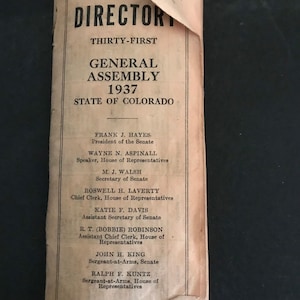 DIRECTORY
THIRTY-FIRST
GENERAL
ASSEMBLY
1937
STATE OF COLORADO
FRANK J. HAYES
President of the Senate
WAYNE N. ASPINALL
Speaker, House of Representatives
M. J. WALSH
Secretary of Senate
ROSWELL H. LAVERTY
Chief Clerk, House of Representatives
KATIE F. DAVIS
Assistant Secretary of Senate
R. T. (BOBBIE) ROBINSON
Assistant Chief Clerk, House of
Representatives
JOHN H. KING
Sergeant-at-Arms, Senate
RALPH F. KUNTZ
Sergeant-at-Arms, House of
Representatives